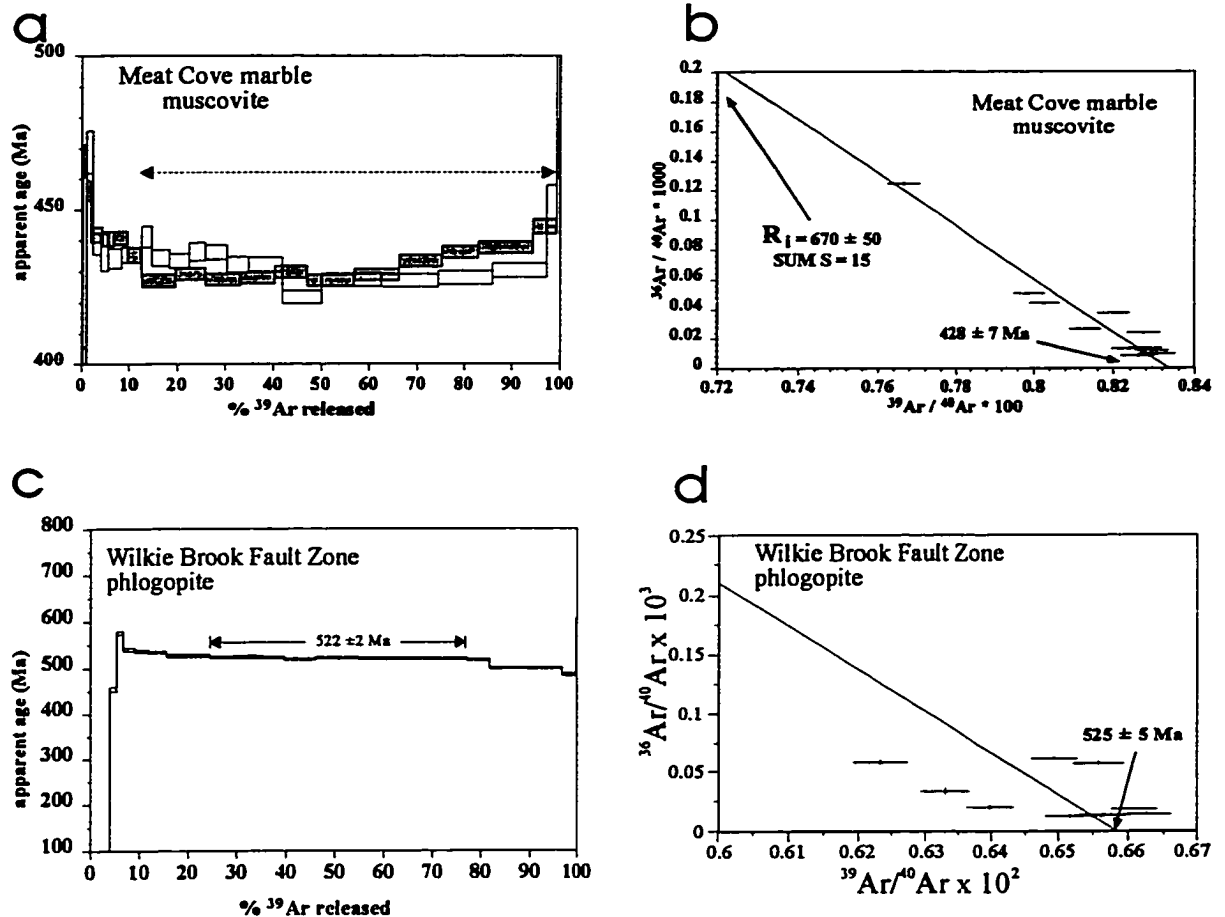 a
500
450
400
apparent age (Ma)
Meat Cove marble
muscovite
0 10 20 30 40 50 60 70 80 90 100
% ³⁹Ar released
b
0.2
0.18
0.16
0.14
0.12
0.1
0.08
0.06
0.04
0.02
0
³⁶Ar / ⁴⁰Ar * 1000
Meat Cove marble
muscovite
R i = 670 ± 50
SUM S = 15
428 ± 7 Ma
0.72 0.74 0.76 0.78 0.8 0.82 0.84
³⁹Ar / ⁴⁰Ar * 100
c
800
700
600
500
400
300
200
100
apparent age (Ma)
Wilkie Brook Fault Zone
phlogopite
522 ±2 Ma
0 10 20 30 40 50 60 70 80 90 100
% ³⁹Ar released
d
0.25
0.2
0.15
0.1
0.05
0
³⁶Ar/⁴⁰Ar x 10³
Wilkie Brook Fault Zone
phlogopite
525 ± 5 Ma
0.6 0.61 0.62 0.63 0.64 0.65 0.66 0.67
³⁹Ar/⁴⁰Ar x 10²